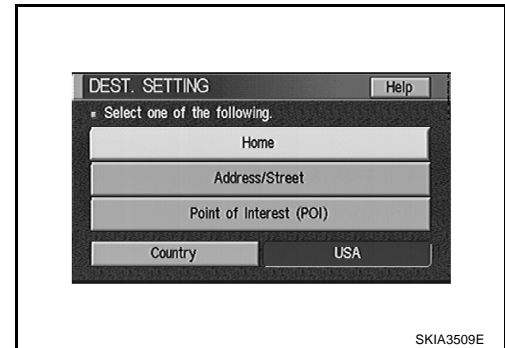 DEST. SETTING Help
Select one of the following.
Home
Address/Street
Point of Interest (POI)
Country USA
SKIA3509E